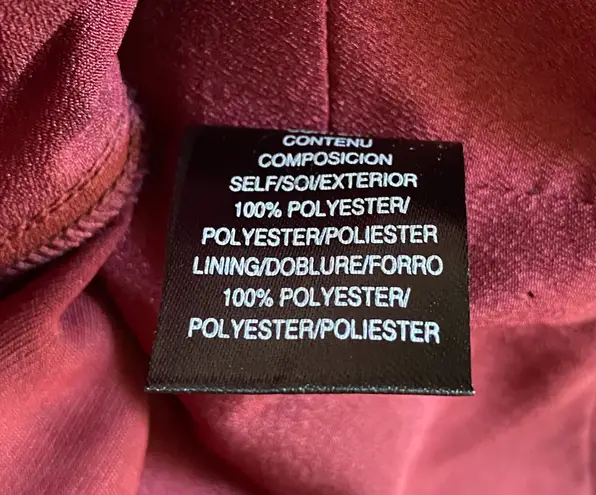 CONTENU
COMPOSICION
SELF/SOI/EXTERIOR
100% POLYESTER/
POLYESTER/POLIESTER
LINING/DOBLURE/FORRO
100% POLYESTER/
POLYESTER/POLIESTER